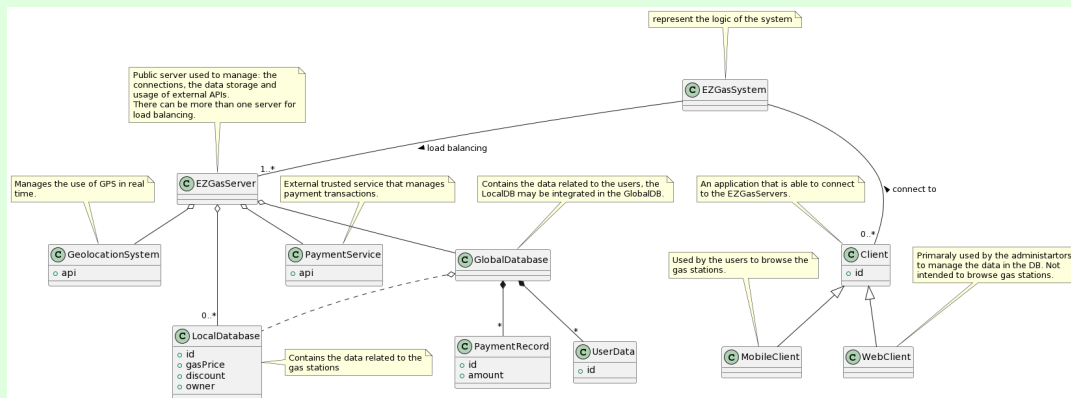 represent the logic of the system
C EZGasSystem
Public server used to manage: the
connections, the data storage and
usage of external APIs.
There can be more than one server for
load balancing.
load balancing
1..*
C EZGasServer
connect to
0..*
Manages the use of GPS in real
time.
External trusted service that manages
payment transactions.
Contains the data related to the users, the
LocalDB may be integrated in the GlobalDB.
An application that is able to connect
to the EZGasServers.
C GeolocationSystem
api
C PaymentService
api
C GlobalDatabase
C Client
id
Used by the users to browse the
gas stations.
Primaraly used by the administartors
to manage the data in the DB. Not
intended to browse gas stations.
0..*
C LocalDatabase
id
gasPrice
discount
owner
Contains the data related to the
gas stations
*
C PaymentRecord
id
amount
*
C UserData
id
C MobileClient
C WebClient